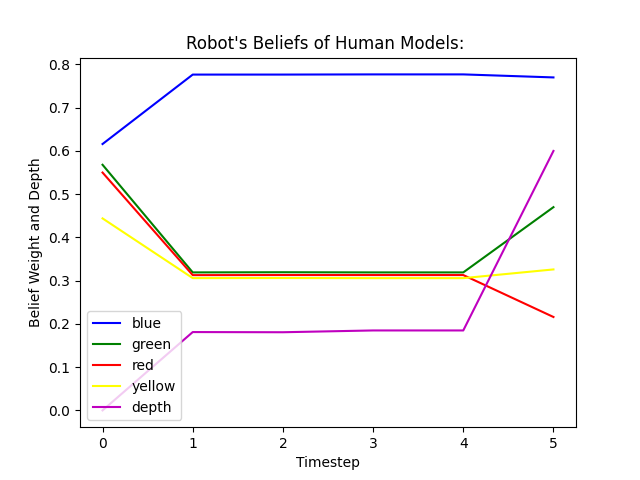 Robot's Beliefs of Human Models:
Belief Weight and Depth
0.8
0.7
0.6
0.5
0.4
0.3
0.2
0.1
0.0
blue
green
red
yellow
depth
0 1 2 3 4 5
Timestep